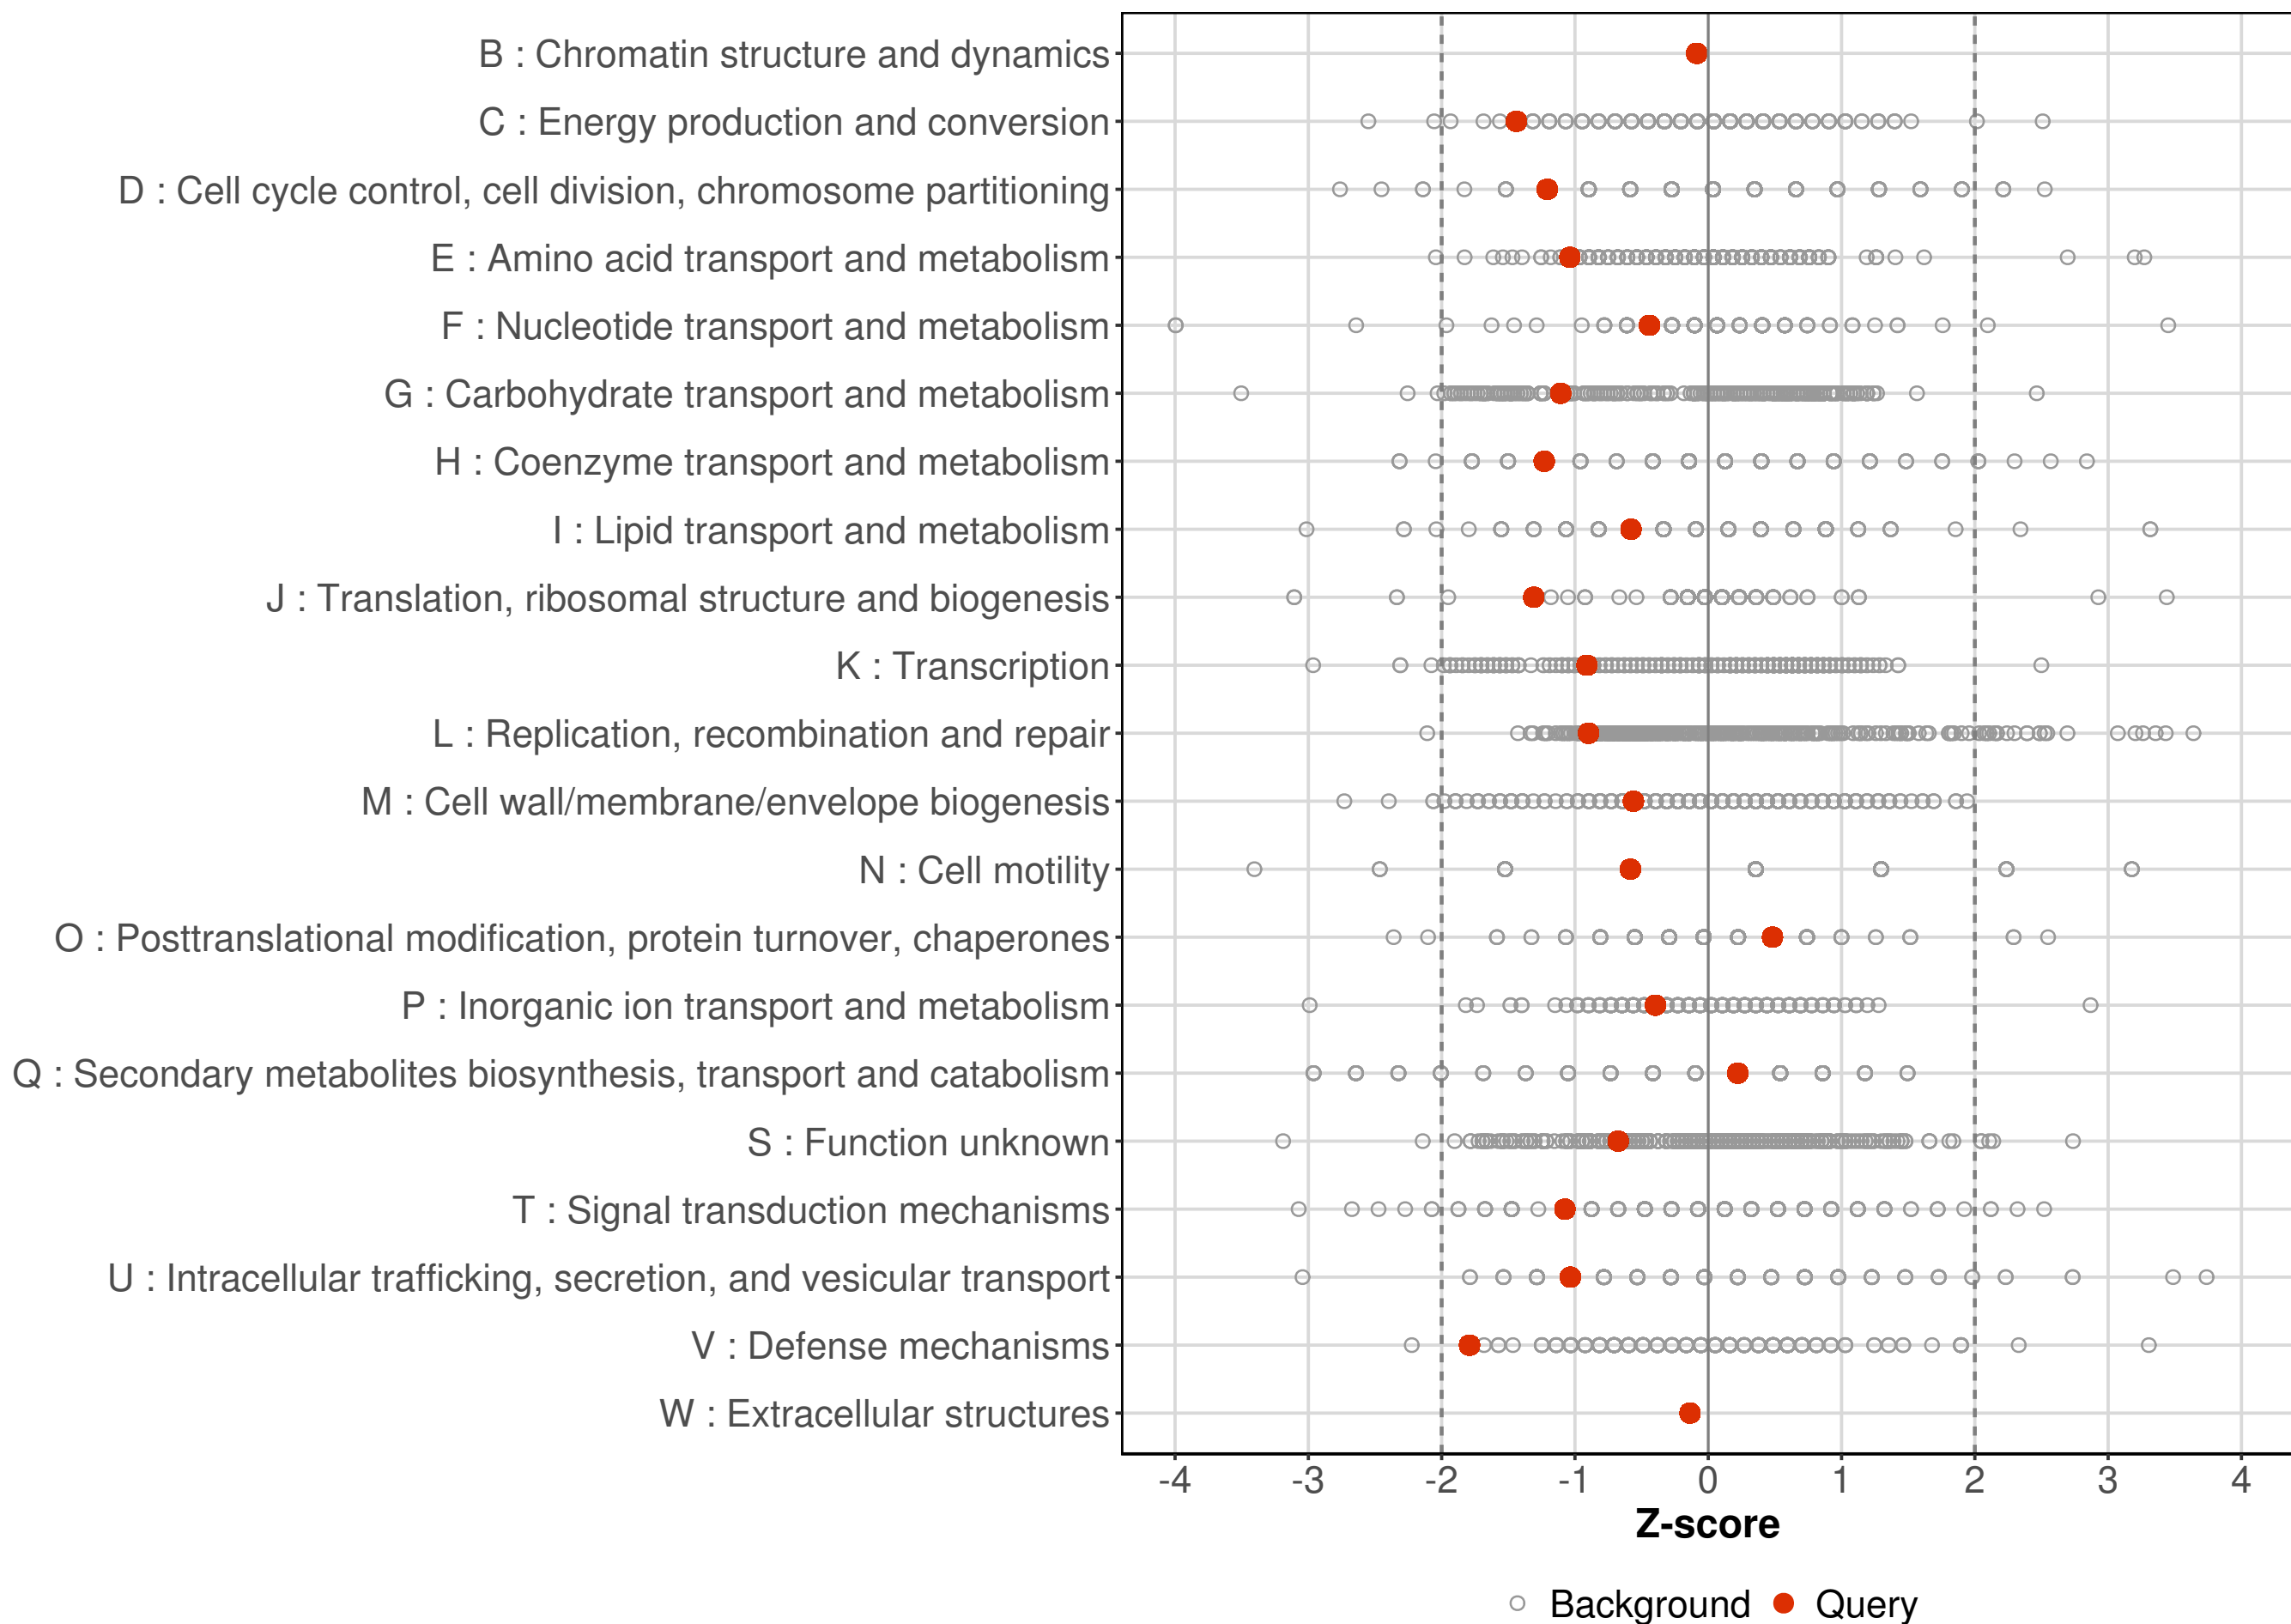 B : Chromatin structure and dynamics
C : Energy production and conversion
D : Cell cycle control, cell division, chromosome partitioning
E : Amino acid transport and metabolism
F : Nucleotide transport and metabolism
G : Carbohydrate transport and metabolism
H : Coenzyme transport and metabolism
I : Lipid transport and metabolism
J : Translation, ribosomal structure and biogenesis
K : Transcription
L : Replication, recombination and repair
M : Cell wall/membrane/envelope biogenesis
N : Cell motility
O : Posttranslational modification, protein turnover, chaperones
P : Inorganic ion transport and metabolism
Q : Secondary metabolites biosynthesis, transport and catabolism
S : Function unknown
T : Signal transduction mechanisms
U : Intracellular trafficking, secretion, and vesicular transport
V : Defense mechanisms
W : Extracellular structures
-4 -3 -2 -1 0 1 2 3 4
Z-score
Background Query